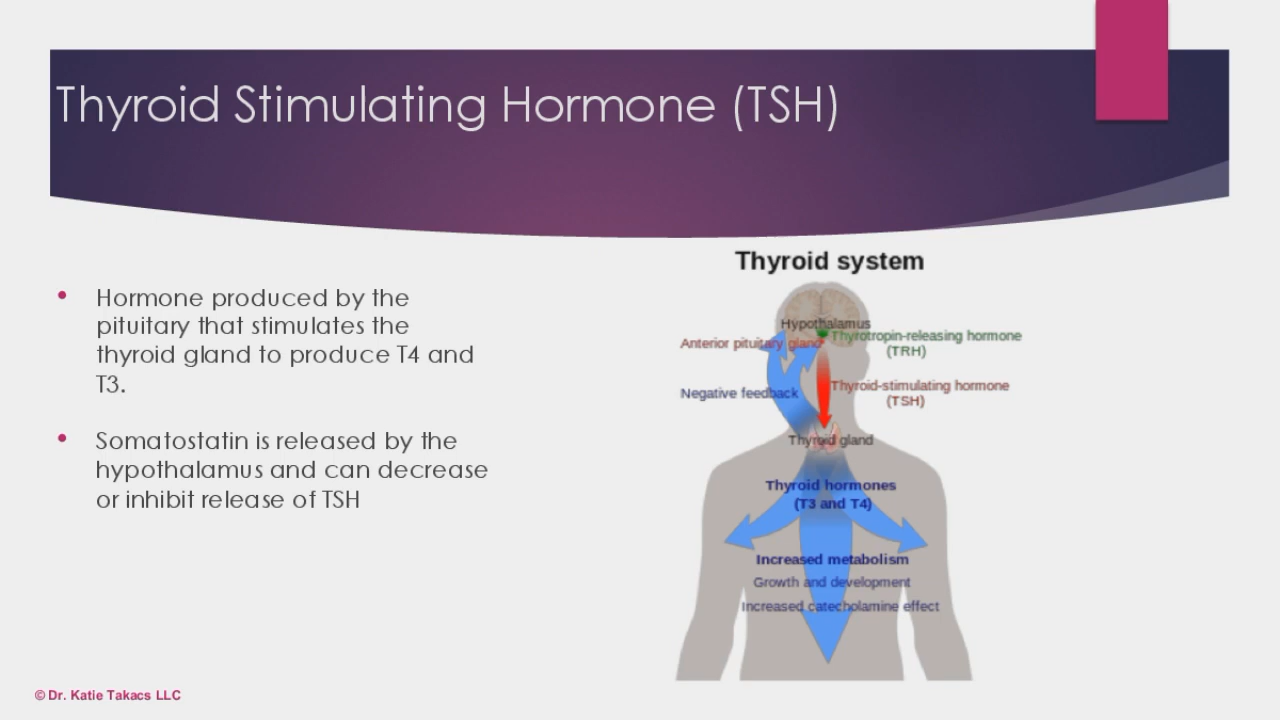 Thyroid Stimulating Hormone (TSH)
• Hormone produced by the
pituitary that stimulates the
thyroid gland to produce T4 and
T3.
• Somatostatin is released by the
hypothalamus and can decrease
or inhibit release of TSH
Thyroid system
Hypothalamus
Anterior pituitary gland
Thyrotropin-releasing hormone
(TRH)
Negative feedback
Thyroid-stimulating hormone
(TSH)
Thyroid gland
Thyroid hormones
(T3 and T4)
Increased metabolism
Growth and development
Increased catecholamine effect
© Dr. Katie Takacs LLC